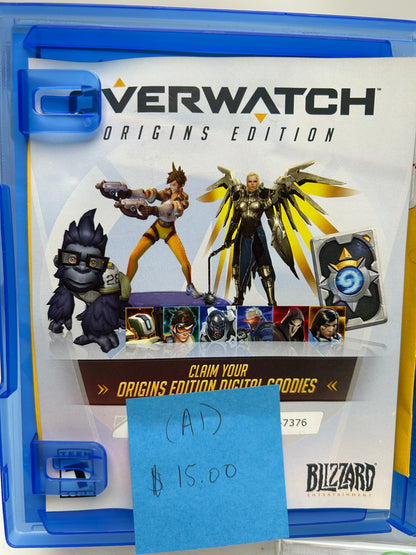 OVERWATCH
ORIGINS EDITION
CLAIM YOUR
ORIGINS EDITION DIGITAL GOODIES
-7376
(A1)
$ 15.00
BLIZZARD
ENTERTAINMENT